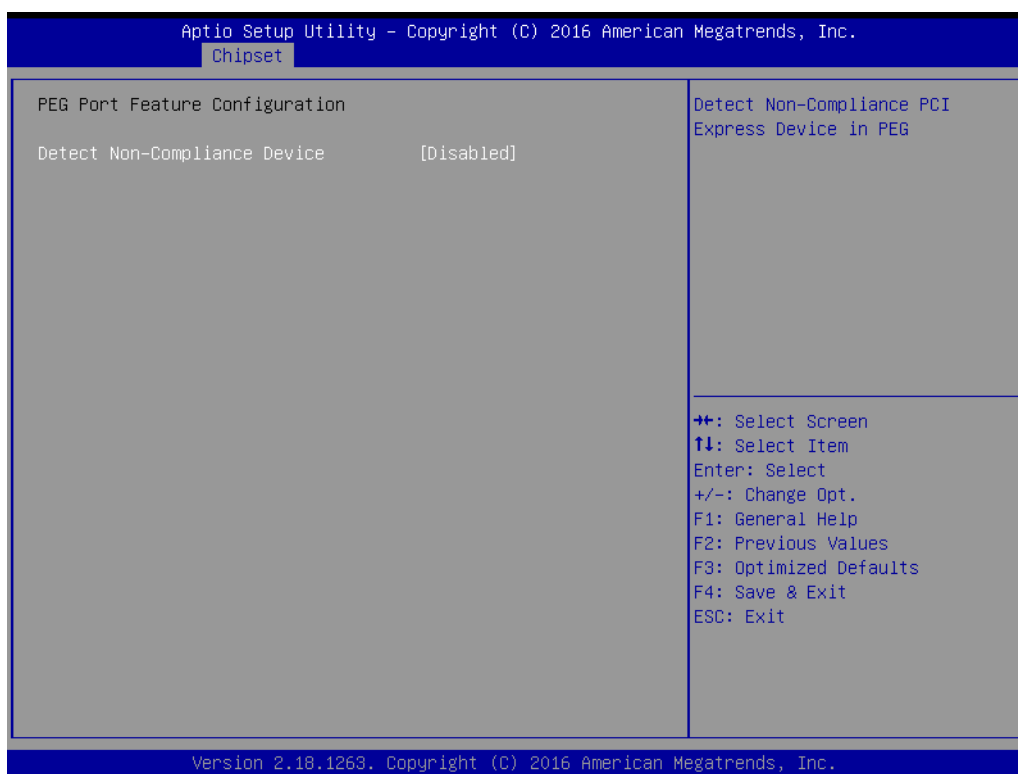 Aptio Setup Utility – Copyright (C) 2016 American Megatrends, Inc.
Chipset
PEG Port Feature Configuration
Detect Non-Compliance Device [Disabled]
Detect Non-Compliance PCI
Express Device in PEG
→←: Select Screen
↑↓: Select Item
Enter: Select
+/-: Change Opt.
F1: General Help
F2: Previous Values
F3: Optimized Defaults
F4: Save & Exit
ESC: Exit
Version 2.18.1263. Copyright (C) 2016 American Megatrends, Inc.